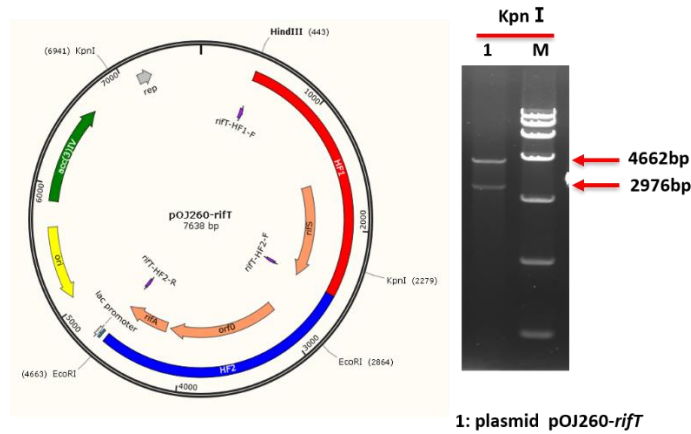 Kpn I
1 M
4662bp
2976bp
1: plasmid pOJ260-rifT
pOJ260-rifT
7638 bp
HindIII (443)
1000
HF1
rifT-HF1-F
rifS
2000
KpnI (2279)
rifT-HF2-F
EcoRI (2864)
3000
orfU
HF2
4000
rifA
rifT-HF2-R
lac promoter
(4663) EcoRI
5000
ori
6000
acc(3)IV
(6941) KpnI
7000
rep